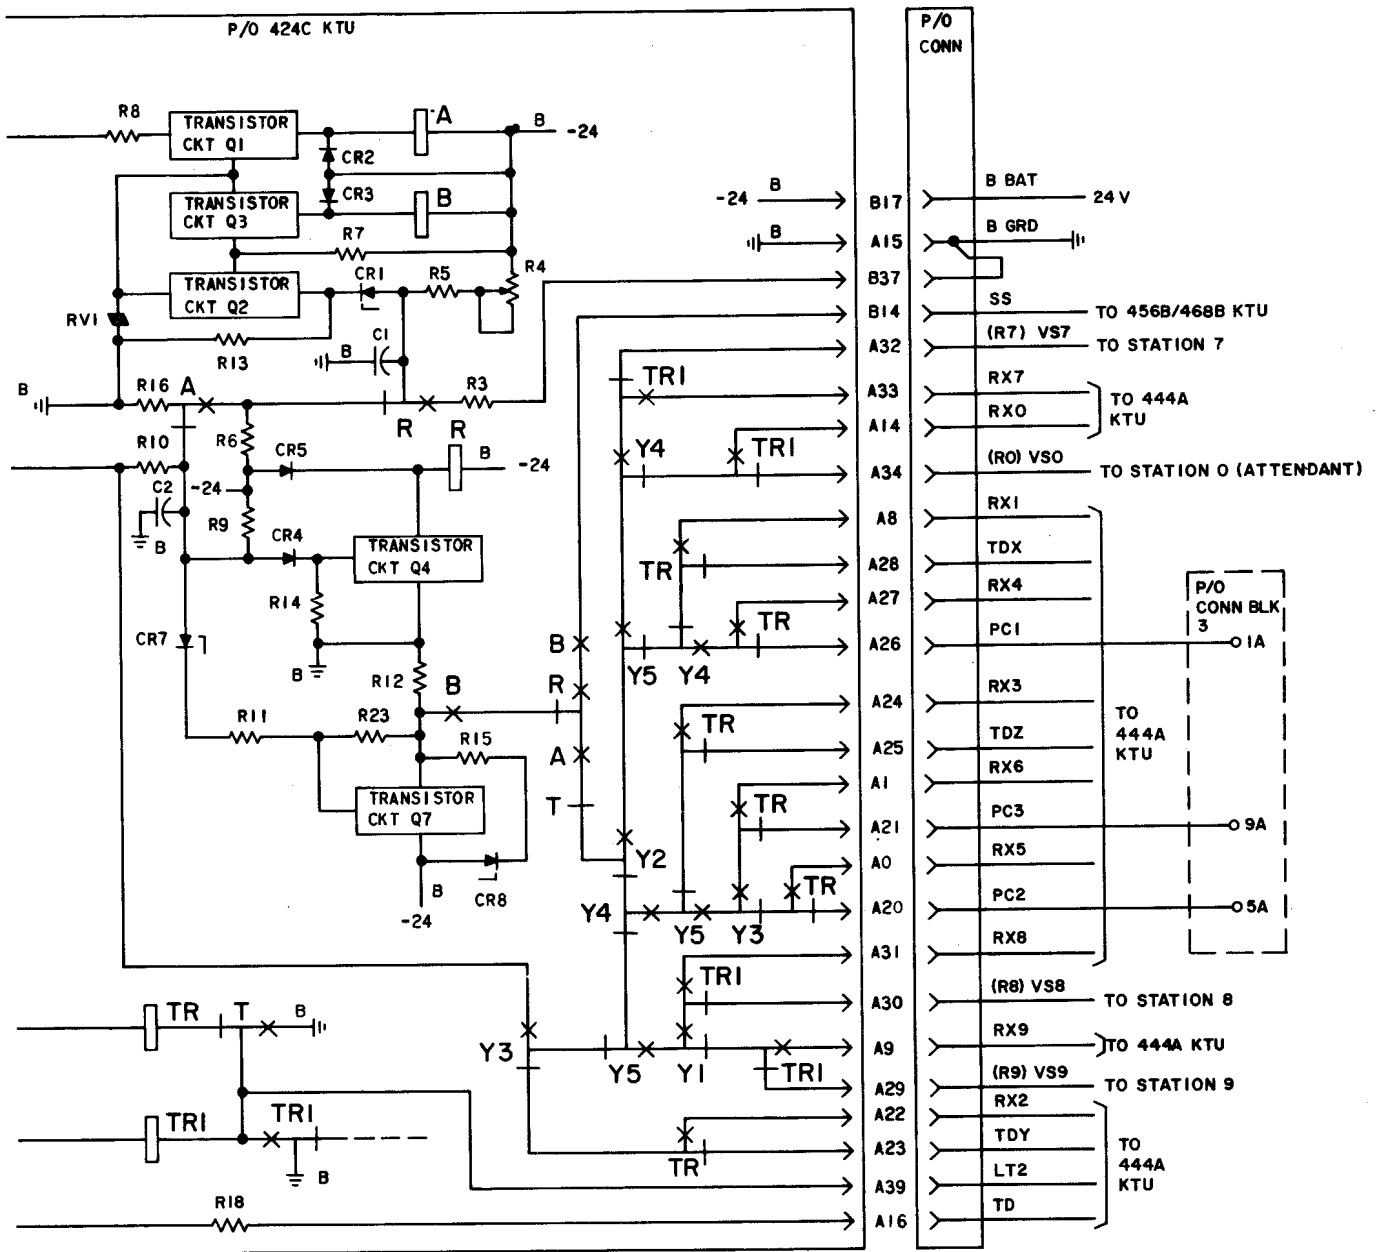 P/O 424C KTU
P/O
CONN
R8
TRANSISTOR
CKT Q1
A
B
-24
CR2
CR3
TRANSISTOR
CKT Q3
B
R7
TRANSISTOR
CKT Q2
CR1
R5
R4
RV1
R13
B
C1
B
R16
A
R3
R
R10
R6
CR5
R
B
-24
C2
-24
B
R9
CR4
TRANSISTOR
CKT Q4
R14
CR7
B
R12
B
R11
R23
R15
TRANSISTOR
CKT Q7
B
-24
CR8
B
R
A
T
-24 B
B17
B BAT
24 V
B
A15
B GRD
B37
B14
SS
TO 456B/468B KTU
A32
(R7) VS7
TO STATION 7
TR1
A33
RX7
A14
RX0
TO 444A
KTU
Y4
TR1
A34
(R0) VS0
TO STATION 0 (ATTENDANT)
A8
RX1
TR
A28
TDX
A27
RX4
TR
A26
PC1
Y5
Y4
P/O
CONN BLK
3
1A
A24
RX3
TR
A25
TDZ
TO
444A
KTU
A1
RX6
TR
A21
PC3
9A
Y2
A0
RX5
TR
Y4
A20
PC2
5A
Y5
Y3
A31
RX8
TR1
A30
(R8) VS8
TO STATION 8
Y3
A9
RX9
TO 444A KTU
Y5
Y1
TR1
A29
(R9) VS9
TO STATION 9
A22
RX2
TR
A23
TDY
A39
LT2
A16
TD
TO
444A
KTU
TR
T
B
TR1
TR1
B
R18